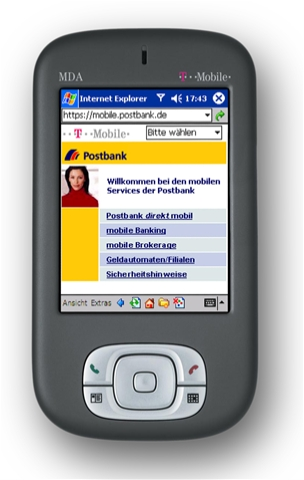 MDA T··Mobile·
Internet Explorer 17:43
https://mobile.postbank.de
··T··Mobile· Bitte wählen
Postbank
Willkommen bei den mobilen
Services der Postbank
Postbank direkt mobil
mobile Banking
mobile Brokerage
Geldautomaten/Filialen
Sicherheitshinweise
Ansicht Extras